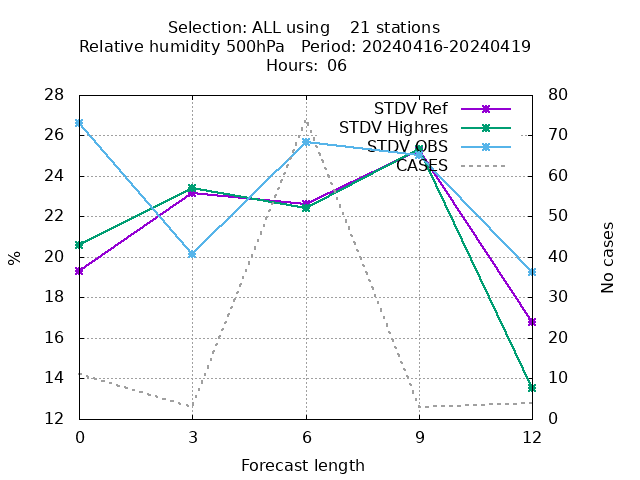 Selection: ALL using    21 stations
Relative humidity 500hPa   Period: 20240416-20240419
Hours: 06
28
26
24
22
20
18
16
14
12
80
70
60
50
40
30
20
10
0
STDV Ref
STDV Highres
STDV OBS
CASES
%
No cases
0 3 6 9 12
Forecast length